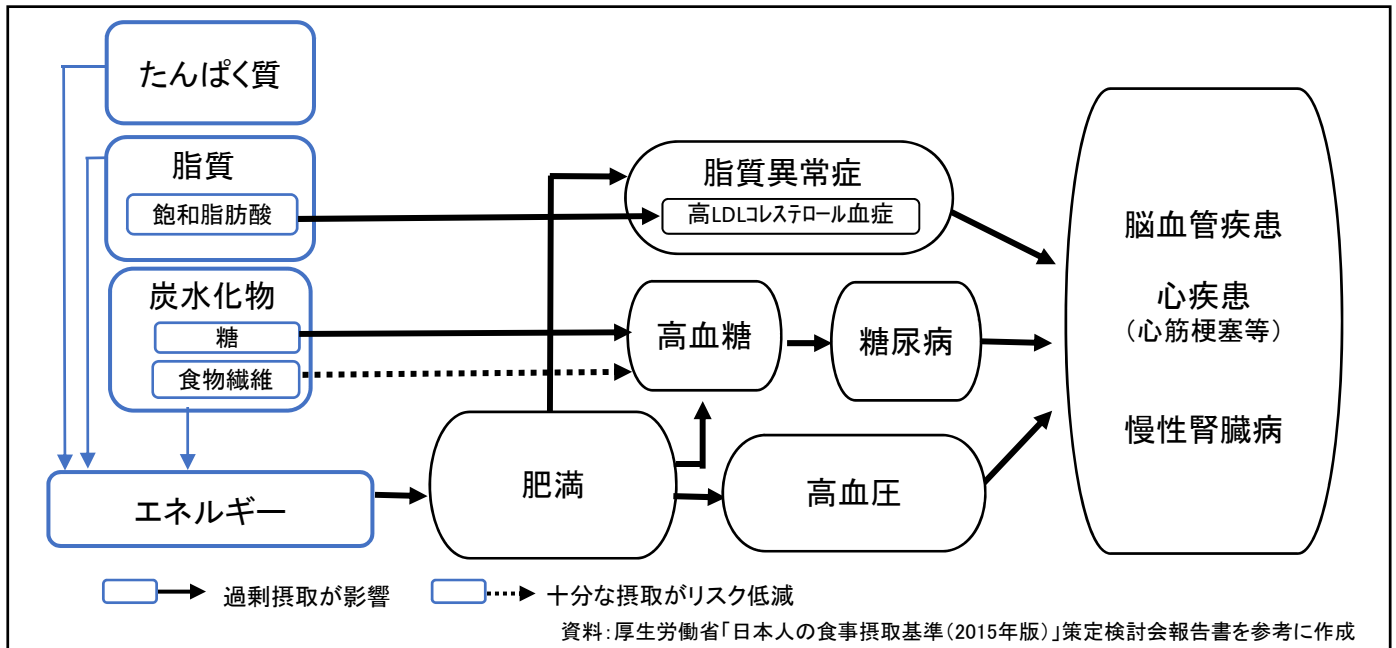 たんぱく質
脂質
飽和脂肪酸
炭水化物
糖
食物繊維
エネルギー
肥満
脂質異常症
高LDLコレステロール血症
高血糖
糖尿病
高血圧
脳血管疾患
心疾患
（心筋梗塞等）
慢性腎臓病
過剰摂取が影響
十分な摂取がリスク低減
資料：厚生労働省「日本人の食事摂取基準（2015年版）」策定検討会報告書を参考に作成